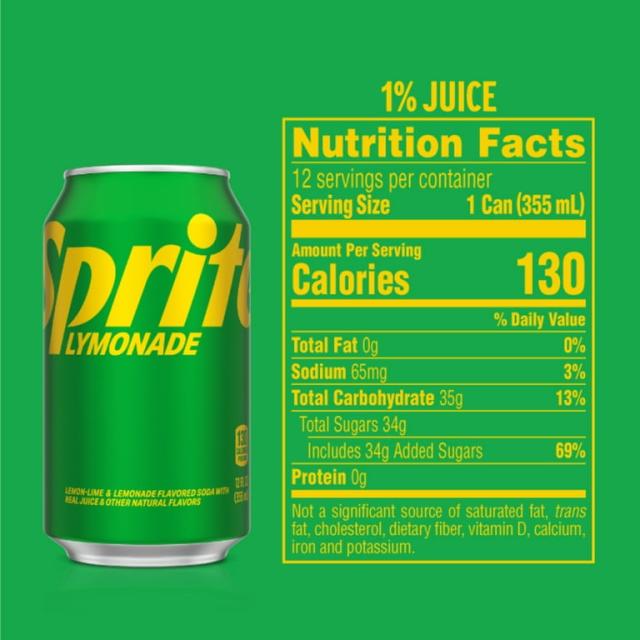 1% JUICE
Nutrition Facts
12 servings per container
Serving Size 1 Can (355 mL)
Amount Per Serving
Calories 130
% Daily Value
Total Fat 0g 0%
Sodium 65mg 3%
Total Carbohydrate 35g 13%
Total Sugars 34g
Includes 34g Added Sugars 69%
Protein 0g
Not a significant source of saturated fat, trans
fat, cholesterol, dietary fiber, vitamin D, calcium,
iron and potassium.
Sprite
LYMONADE
130
LEMON-LIME & LEMONADE FLAVORED SODA WITH
REAL JUICE & OTHER NATURAL FLAVORS
12 FL